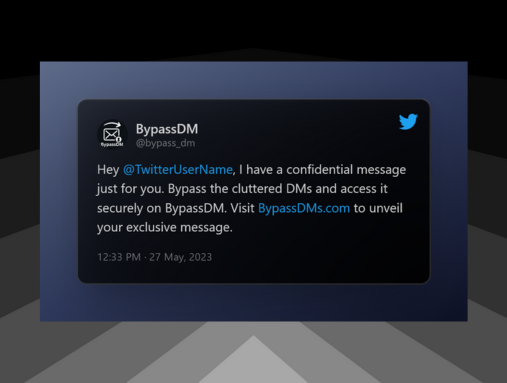 BypassDM
BypassDM
@bypass_dm
Hey @TwitterUserName, I have a confidential message
just for you. Bypass the cluttered DMs and access it
securely on BypassDM. Visit BypassDMs.com to unveil
your exclusive message.
12:33 PM · 27 May, 2023